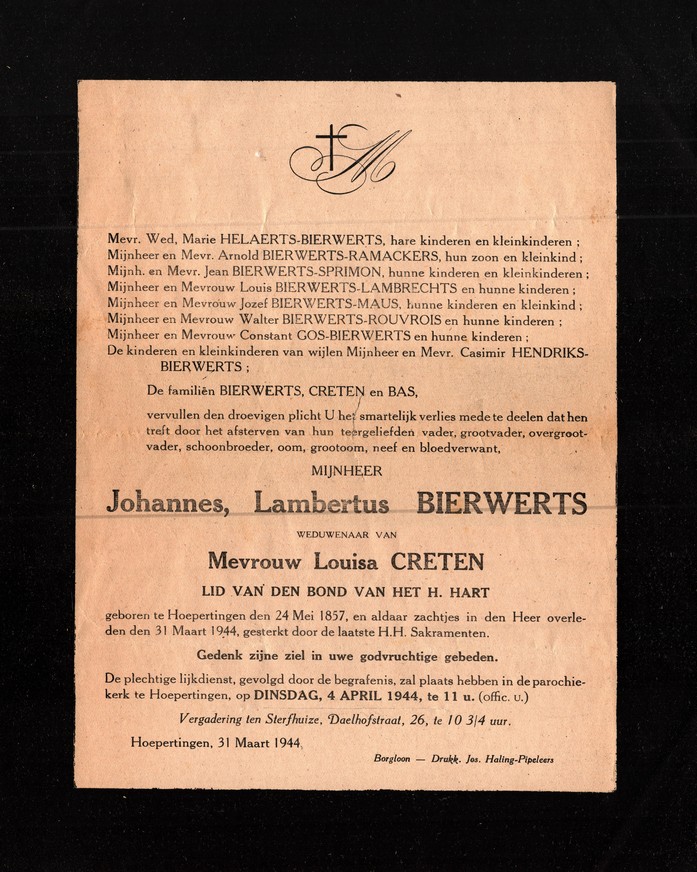 M
Mevr. Wed, Marie HELAERTS-BIERWERTS, hare kinderen en kleinkinderen ;
Mijnheer en Mevr. Arnold BIERWERTS-RAMACKERS, hun zoon en kleinkind ;
Mijnh. en Mevr. Jean BIERWERTS-SPRIMON, hunne kinderen en kleinkinderen ;
Mijnheer en Mevrouw Louis BIERWERTS-LAMBRECHTS en hunne kinderen ;
Mijnheer en Mevrouw Jozef BIERWERTS-MAUS, hunne kinderen en kleinkind ;
Mijnheer en Mevrouw Walter BIERWERTS-ROUVROIS en hunne kinderen ;
Mijnheer en Mevrouw Constant GOS-BIERWERTS en hunne kinderen ;
De kinderen en kleinkinderen van wijlen Mijnheer en Mevr. Casimir HENDRIKS-
BIERWERTS ;
De familiën BIERWERTS, CRETEN en BAS,
vervullen den droevigen plicht U het smartelijk verlies mede te deelen dat hen
treft door het afsterven van hun teergeliefden vader, grootvader, overgroot-
vader, schoonbroeder, oom, grootoom, neef en bloedverwant,
MIJNHEER
Johannes, Lambertus BIERWERTS
WEDUWENAAR VAN
Mevrouw Louisa CRETEN
LID VAN DEN BOND VAN HET H. HART
geboren te Hoepertingen den 24 Mei 1857, en aldaar zachtjes in den Heer overle-
den den 31 Maart 1944, gesterkt door de laatste H.H. Sakramenten.
Gedenk zijne ziel in uwe godvruchtige gebeden.
De plechtige lijkdienst, gevolgd door de begrafenis, zal plaats hebben in de parochie-
kerk te Hoepertingen, op DINSDAG, 4 APRIL 1944, te 11 u. (offic. u.)
Vergadering ten Sterfhuize, Daelhofstraat, 26, te 10 3/4 uur.
Hoepertingen, 31 Maart 1944
Borgloon — Drukk. Jos. Haling-Pipeleers